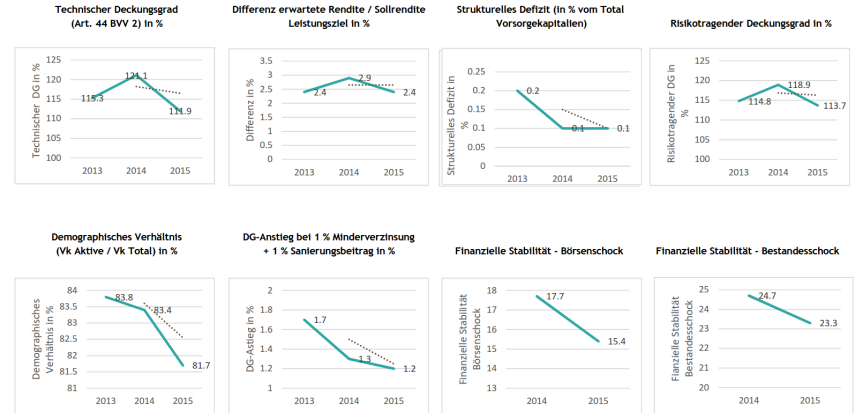 Technischer Deckungsgrad
(Art. 44 BVV 2) in %
Technischer DG in %
125
120
115
110
105
100
115.3
121.1
111.9
2013 2014 2015
Differenz erwartete Rendite / Sollrendite
Leistungsziel in %
Differenz in %
3.5
3
2.5
2
1.5
1
0.5
0
2.4
2.9
2.4
2013 2014 2015
Strukturelles Defizit (in % vom Total
Vorsorgekapitalien)
Strukturelles Defizit in
%
0.25
0.2
0.15
0.1
0.05
0
0.2
0.1
0.1
2013 2014 2015
Risikotragender Deckungsgrad in %
Risikotragender DG in
%
125
120
115
110
105
100
114.8
118.9
113.7
2013 2014 2015
Demographisches Verhältnis
(Vk Aktive / Vk Total) in %
Demographisches
Verhältnis in %
84
83.5
83
82.5
82
81.5
81
83.8
83.4
81.7
2013 2014 2015
DG-Anstieg bei 1 % Minderverzinsung
+ 1 % Sanierungsbeitrag in %
DG-Astieg in %
2
1.8
1.6
1.4
1.2
1
1.7
1.3
1.2
2013 2014 2015
Finanzielle Stabilität - Börsenschock
Finanzielle Stabilität
Börsenschock
18
17
16
15
14
13
17.7
15.4
2014 2015
Finanzielle Stabilität - Bestandesschock
Fianzielle Stabilität
Bestandesschock
25
24
23
22
21
20
24.7
23.3
2014 2015